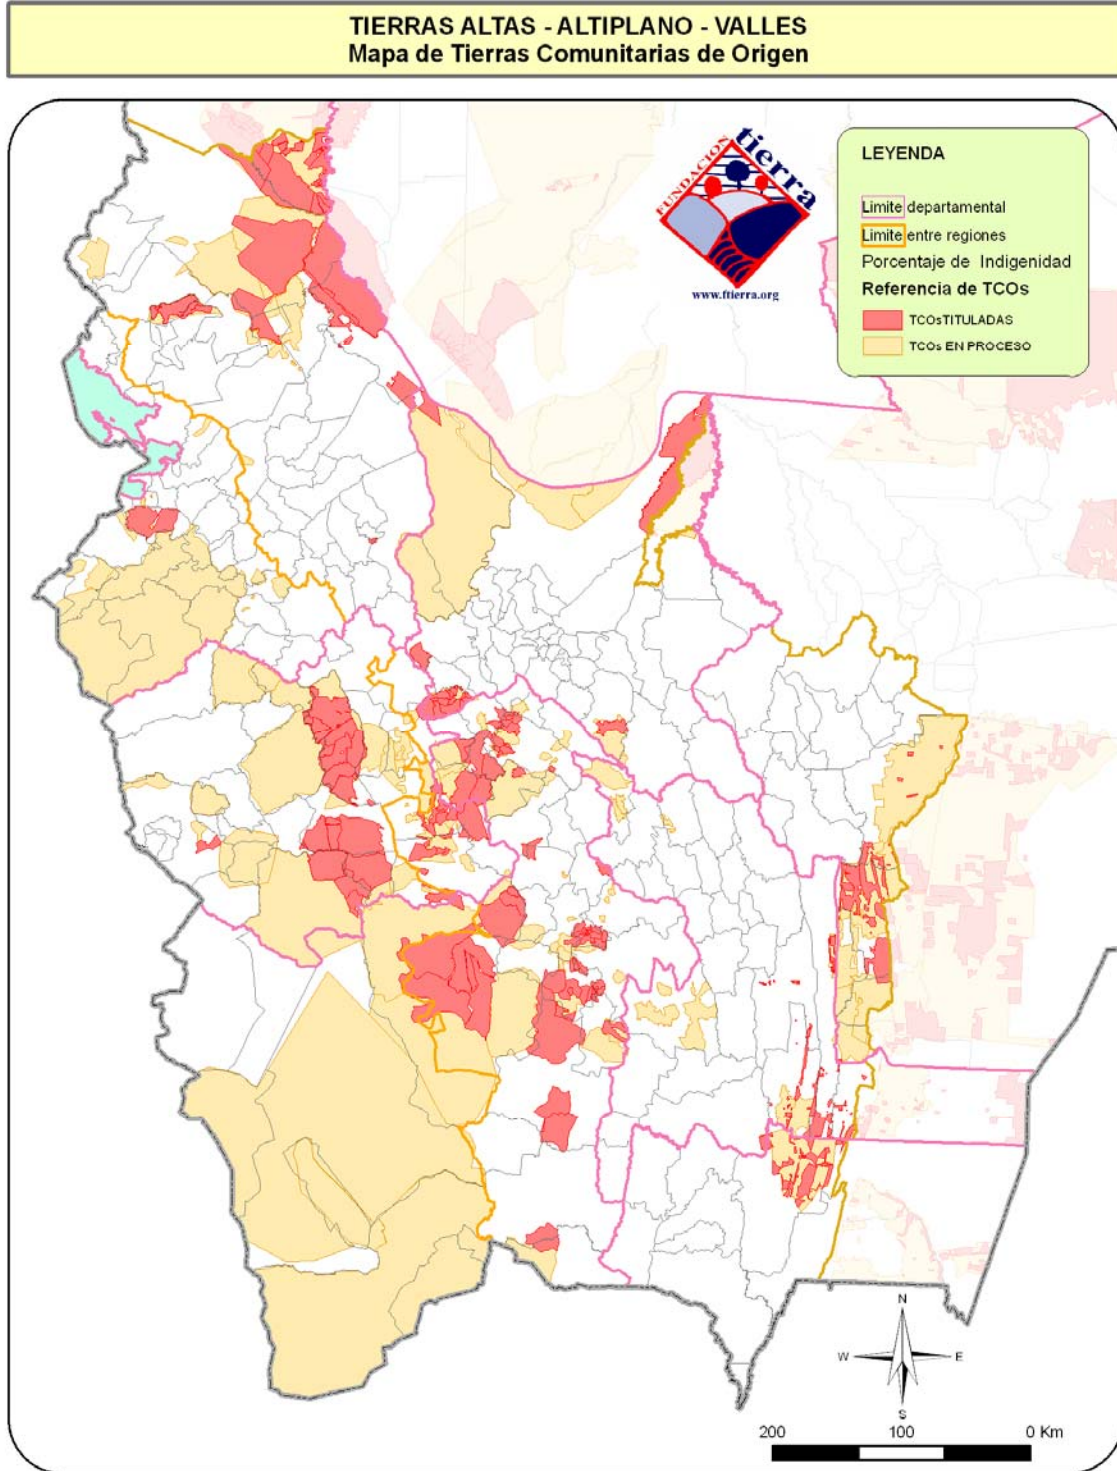 TIERRAS ALTAS - ALTIPLANO - VALLES
Mapa de Tierras Comunitarias de Origen
FUNDACION
tierra
www.ftierra.org
LEYENDA
Limite departamental
Limite entre regiones
Porcentaje de Indigenidad
Referencia de TCOs
TCOsTITULADAS
TCOs EN PROCESO
N
W
E
S
200 100 0 Km